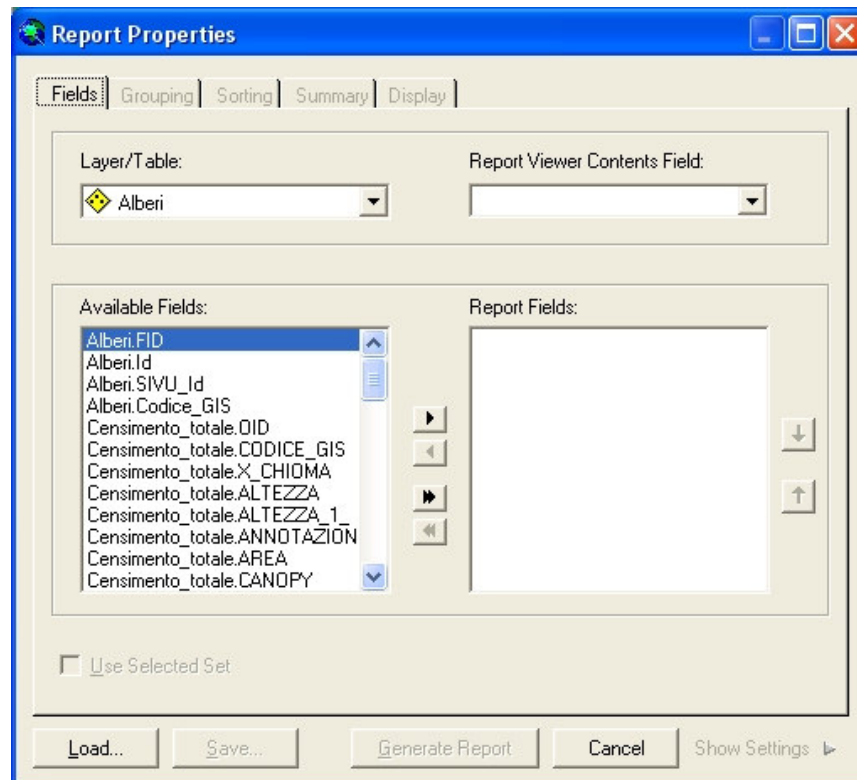 Report Properties
Fields Grouping Sorting Summary Display
Layer/Table: Report Viewer Contents Field:
Alberi
Available Fields: Report Fields:
Alberi.FID
Alberi.Id
Alberi.SIVU_Id
Alberi.Codice_GIS
Censimento_totale.OID
Censimento_totale.CODICE_GIS
Censimento_totale.X_CHIOMA
Censimento_totale.ALTEZZA
Censimento_totale.ALTEZZA_1_
Censimento_totale.ANNOTAZION
Censimento_totale.AREA
Censimento_totale.CANOPY
Use Selected Set
Load... Save... Generate Report Cancel Show Settings